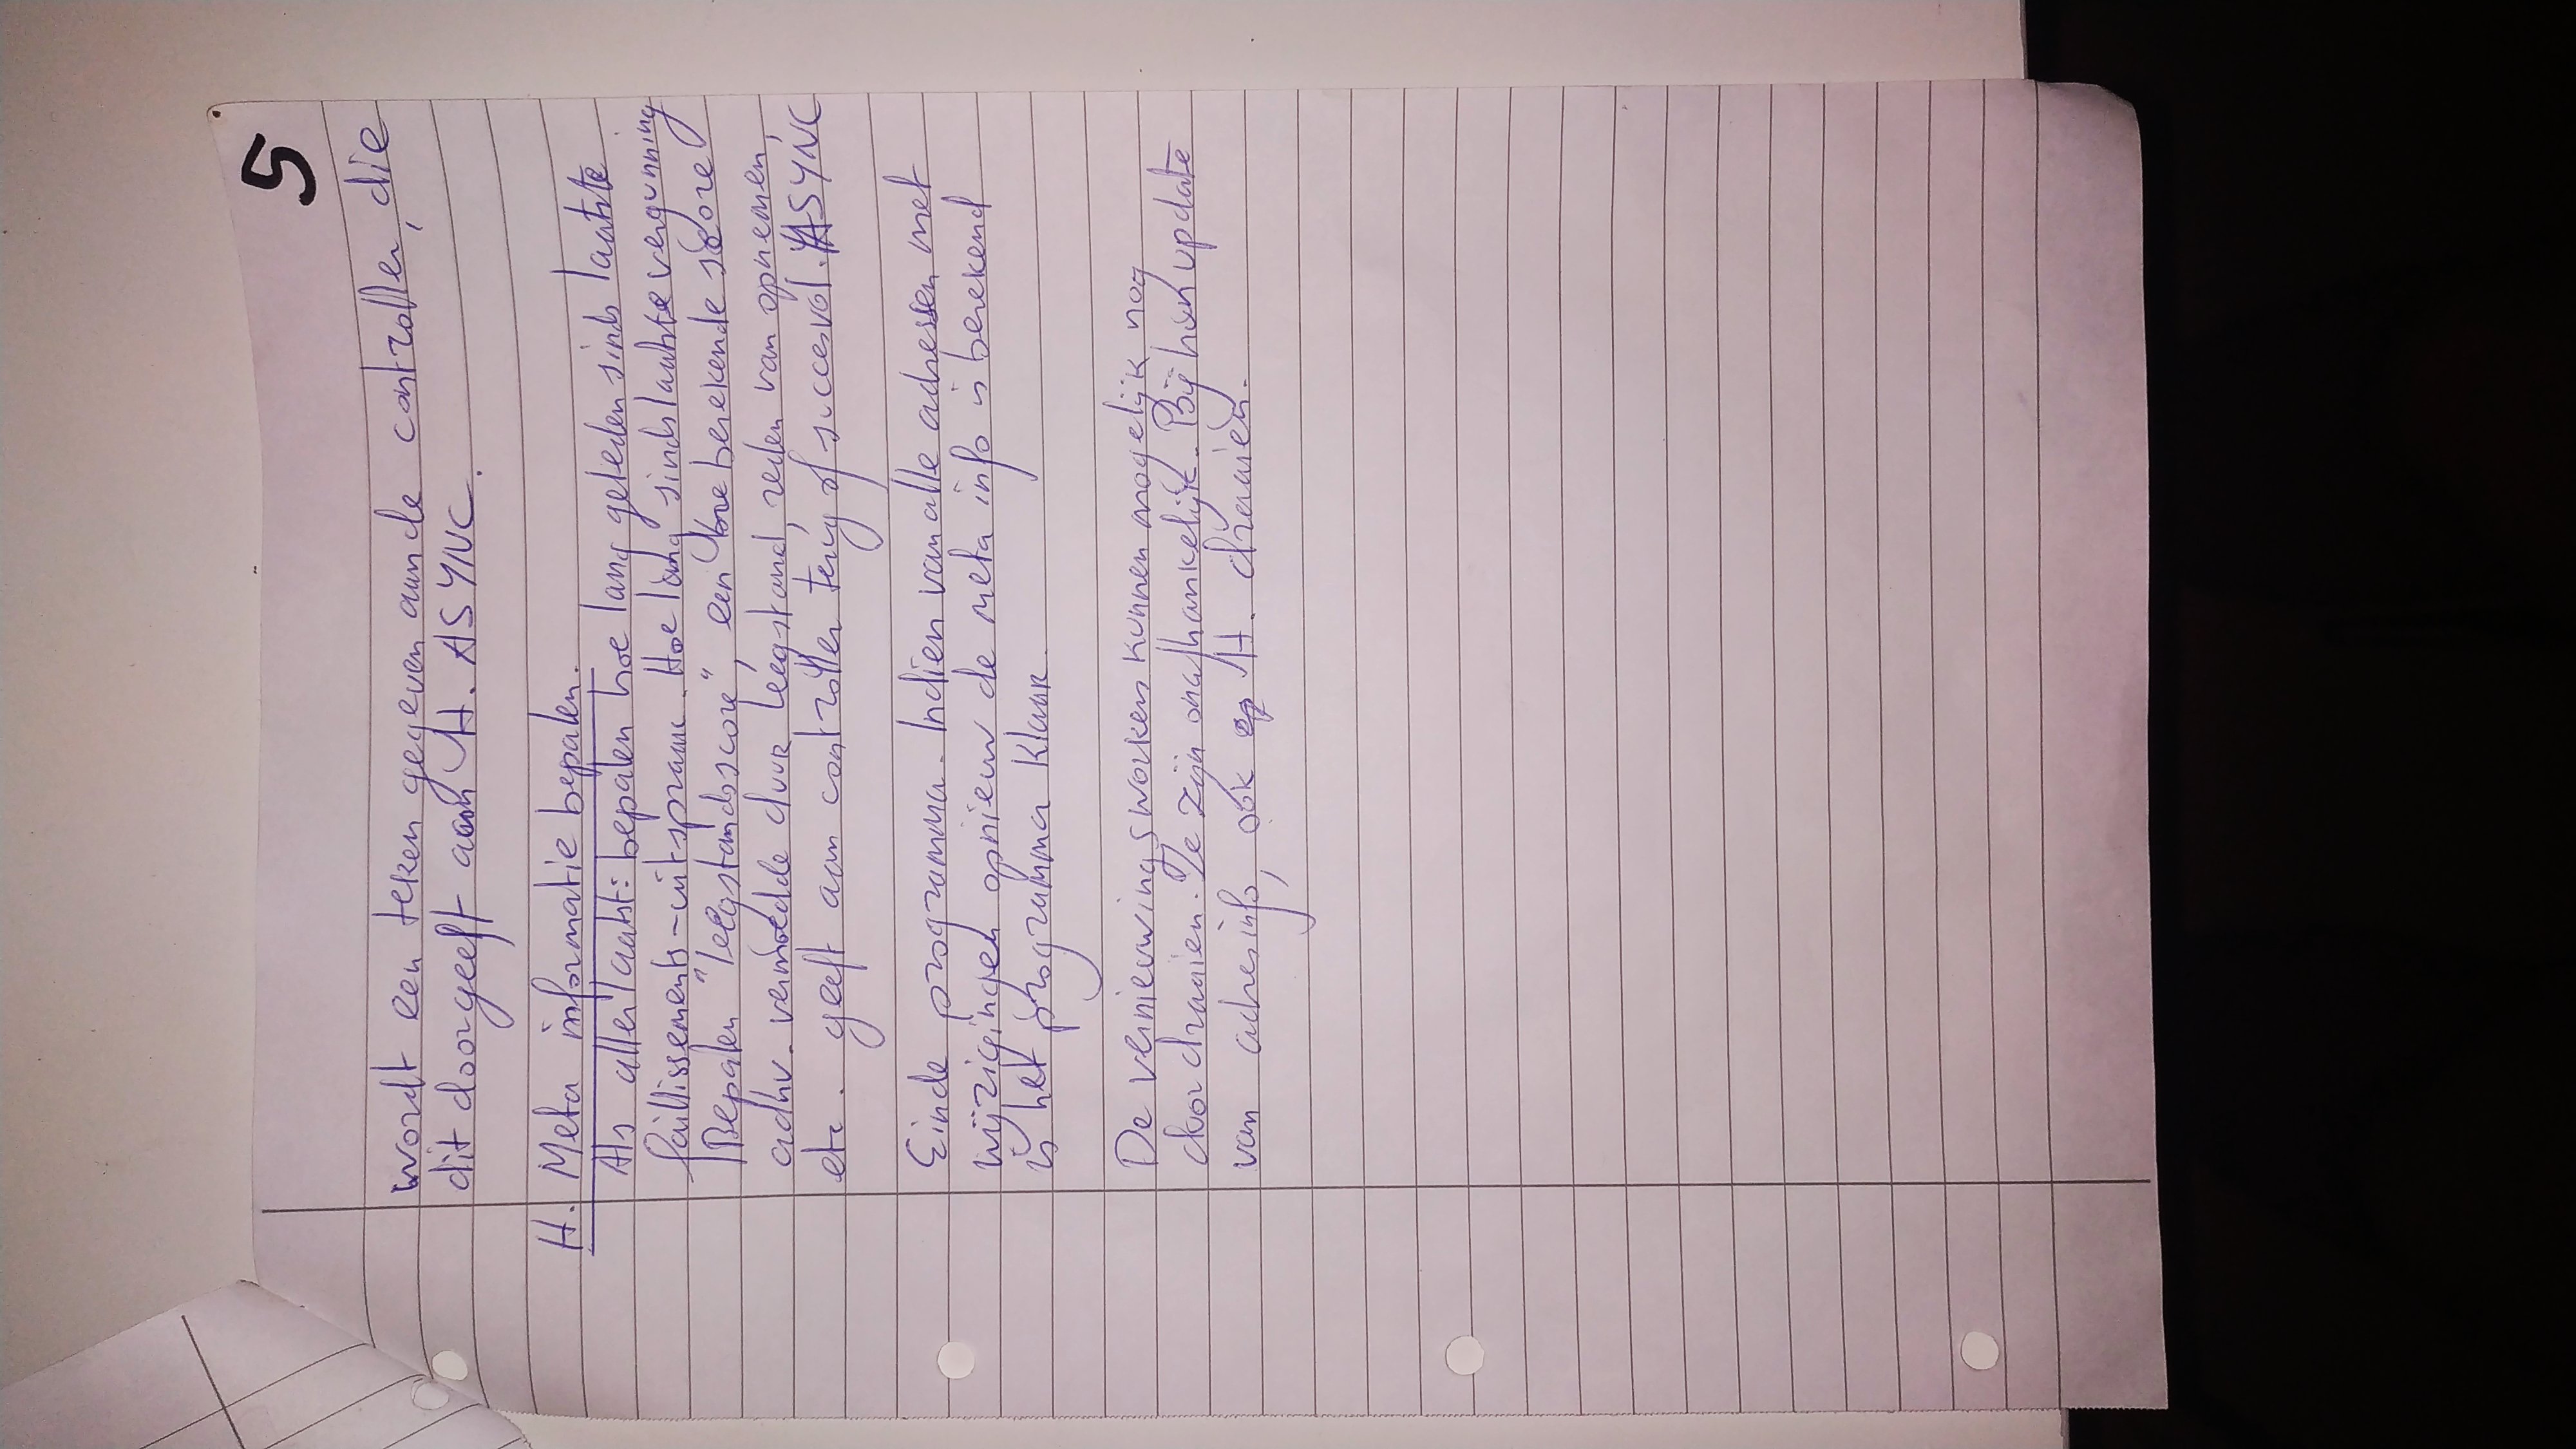 5
wordt een teken gegeven aan de controller, die
dit doorgeeft aan H. ASYNC.
H. Meta informatie bepalen.
Als allerlaatst: bepalen hoe lang geleden sinds laatste
faillissements-uitspraak. Hoe lang sinds laatste vergunning
Bepalen "leegstandsscore", een berekende score
adhv. vermoedde duur leegstand, reden van opnemen,
etc. geeft aan controller terug of succesvol. ASYNC
Einde programma. Indien van alle adressen met
wijzigingen opnieuw de meta info is berekend
is het programma klaar.
De vernieuwingsworkers kunnen mogelijk nog
doordraaien. Ze zijn onafhankelijk. Bij hun update
van adresinfo, ook H. draaien.